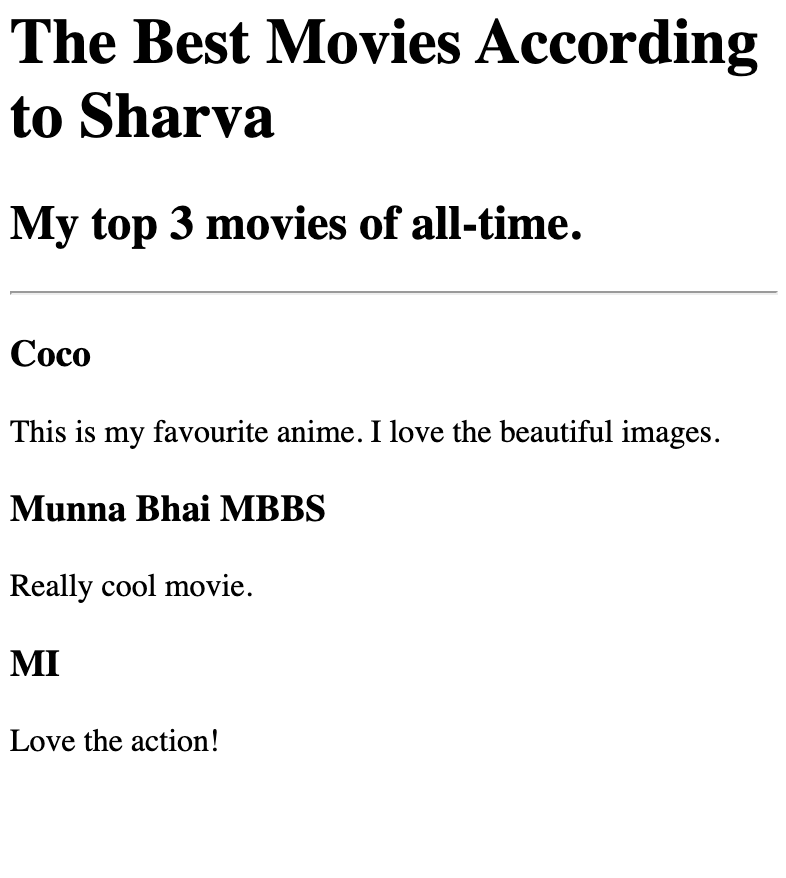 The Best Movies According
to Sharva
My top 3 movies of all-time.
Coco
This is my favourite anime. I love the beautiful images.
Munna Bhai MBBS
Really cool movie.
MI
Love the action!